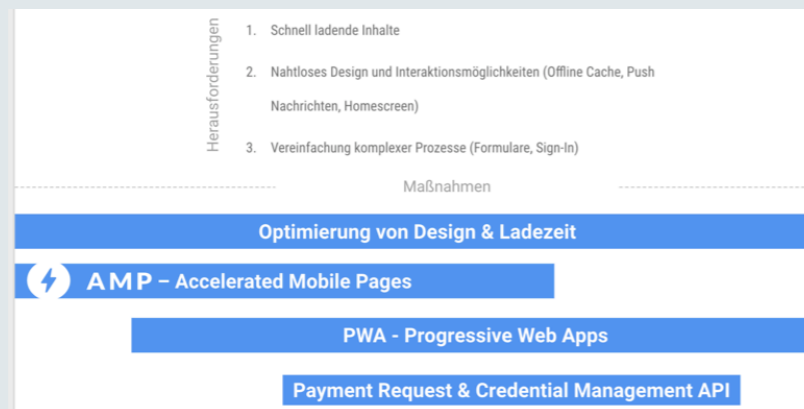 Herausforderungen
1. Schnell ladende Inhalte
2. Nahtloses Design und Interaktionsmöglichkeiten (Offline Cache, Push
Nachrichten, Homescreen)
3. Vereinfachung komplexer Prozesse (Formulare, Sign-In)
Maßnahmen
Optimierung von Design & Ladezeit
AMP – Accelerated Mobile Pages
PWA - Progressive Web Apps
Payment Request & Credential Management API